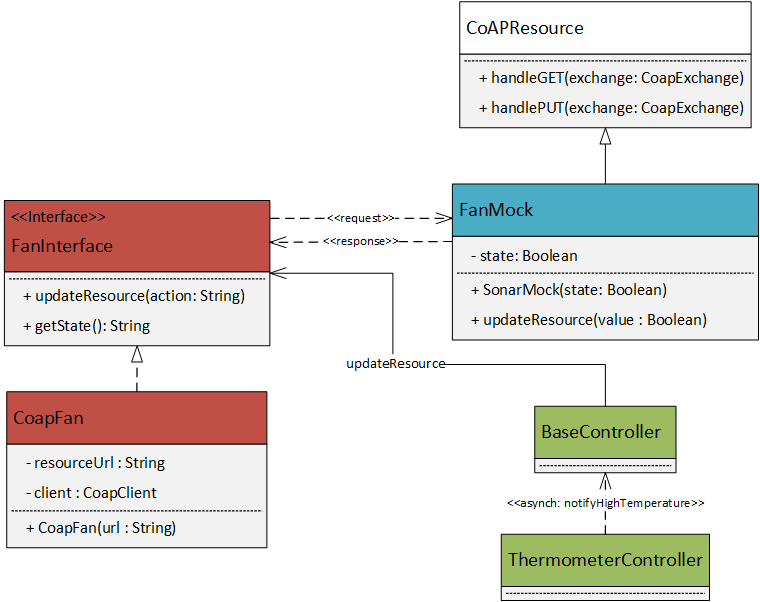 CoAPResource
+ handleGET(exchange: CoapExchange)
+ handlePUT(exchange: CoapExchange)
<<Interface>>
FanInterface
+ updateResource(action: String)
+ getState(): String
<<request>>
<<response>>
FanMock
- state: Boolean
+ SonarMock(state: Boolean)
+ updateResource(value : Boolean)
updateResource
CoapFan
- resourceUrl : String
- client : CoapClient
+ CoapFan(url : String)
BaseController
<<asynch: notifyHighTemperature>>
ThermometerController